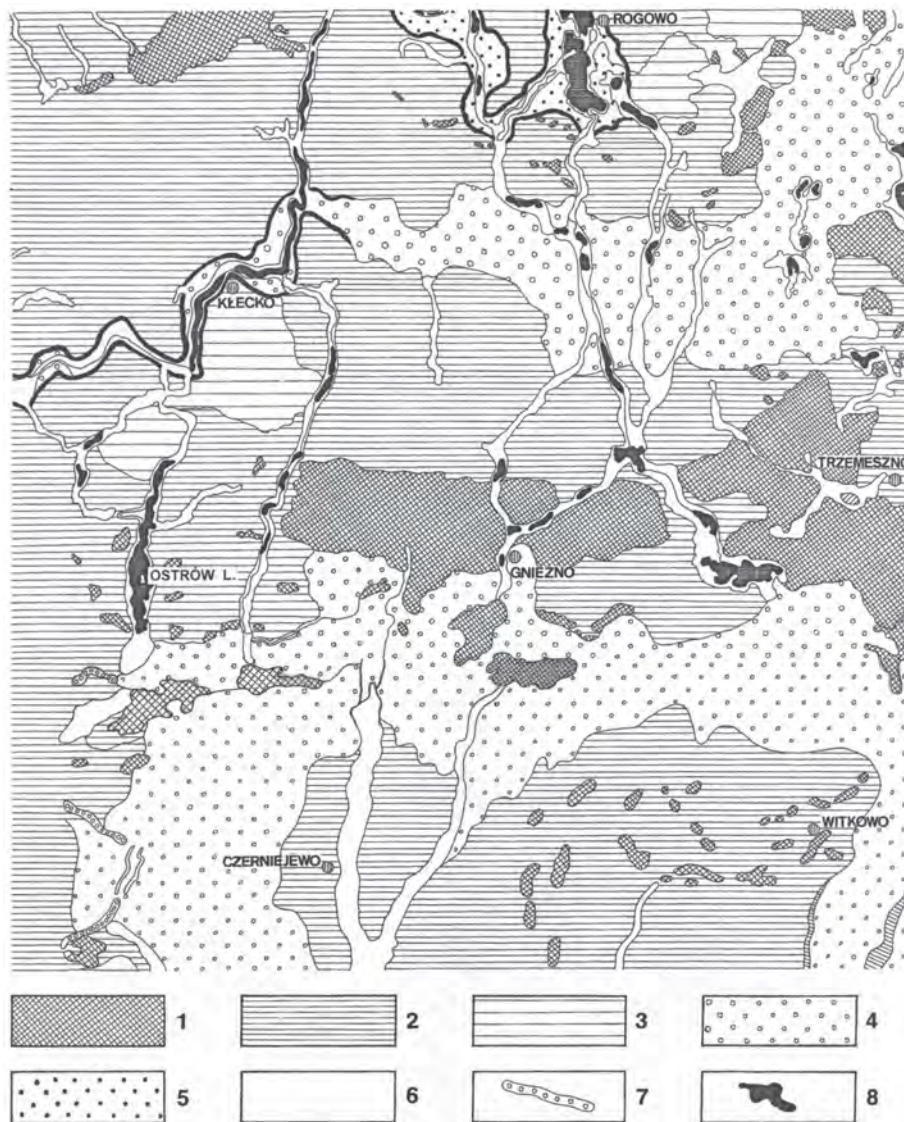 ROGOWO
KŁECKO
TRZEMESZNO
OSTRÓW L.
GNIEZNO
CZERNIEJEWO
WITKOWO
1
2
3
4
5
6
7
8